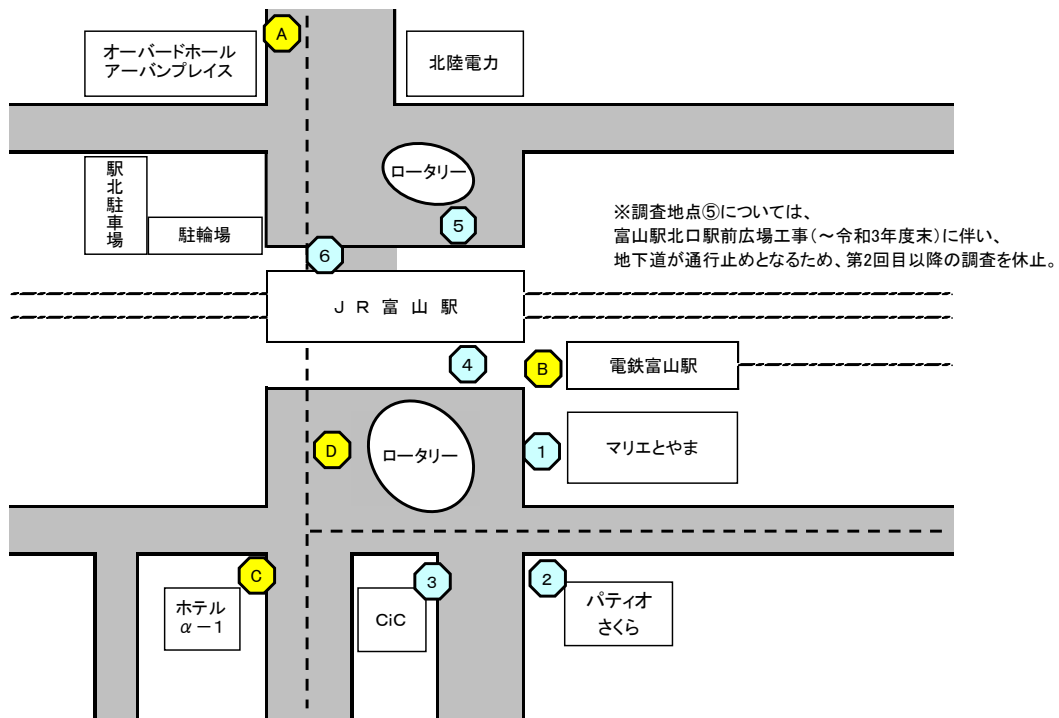 A
オーバードホール
アーバンプレイス
北陸電力
駅北駐車場
駐輪場
ロータリー
5
6
※調査地点⑤については、
富山駅北口駅前広場工事(～令和3年度末)に伴い、
地下道が通行止めとなるため、第2回目以降の調査を休止。
JR富山駅
4
B
電鉄富山駅
D
ロータリー
1
マリエとやま
C
ホテル
α－1
CiC
3
2
パティオ
さくら